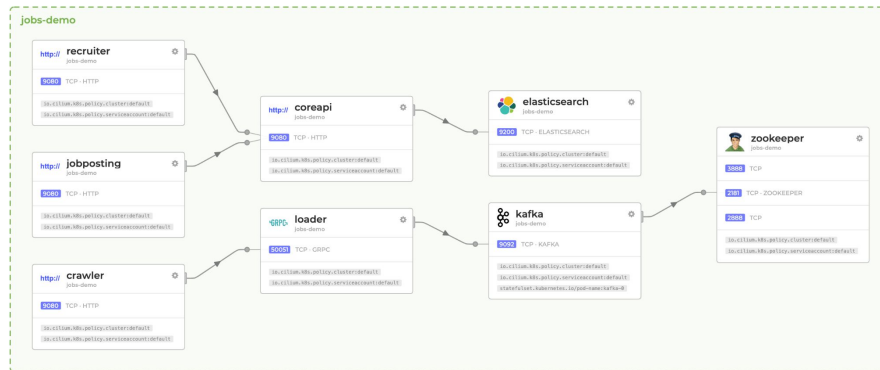 jobs-demo
http:// recruiter
jobs-demo
9080 TCP · HTTP
io.cilium.k8s.policy.cluster:default
io.cilium.k8s.policy.serviceaccount:default
http:// jobposting
jobs-demo
9080 TCP · HTTP
io.cilium.k8s.policy.cluster:default
io.cilium.k8s.policy.serviceaccount:default
http:// crawler
jobs-demo
9080 TCP · HTTP
io.cilium.k8s.policy.cluster:default
io.cilium.k8s.policy.serviceaccount:default
http:// coreapi
jobs-demo
9080 TCP · HTTP
io.cilium.k8s.policy.cluster:default
io.cilium.k8s.policy.serviceaccount:default
GRPC loader
jobs-demo
50051 TCP · GRPC
io.cilium.k8s.policy.cluster:default
io.cilium.k8s.policy.serviceaccount:default
elasticsearch
jobs-demo
9200 TCP · ELASTICSEARCH
io.cilium.k8s.policy.cluster:default
io.cilium.k8s.policy.serviceaccount:default
kafka
jobs-demo
9092 TCP · KAFKA
io.cilium.k8s.policy.cluster:default
io.cilium.k8s.policy.serviceaccount:default
statefulset.kubernetes.io/pod-name:kafka-0
zookeeper
jobs-demo
3888 TCP
2181 TCP · ZOOKEEPER
2888 TCP
io.cilium.k8s.policy.cluster:default
io.cilium.k8s.policy.serviceaccount:default